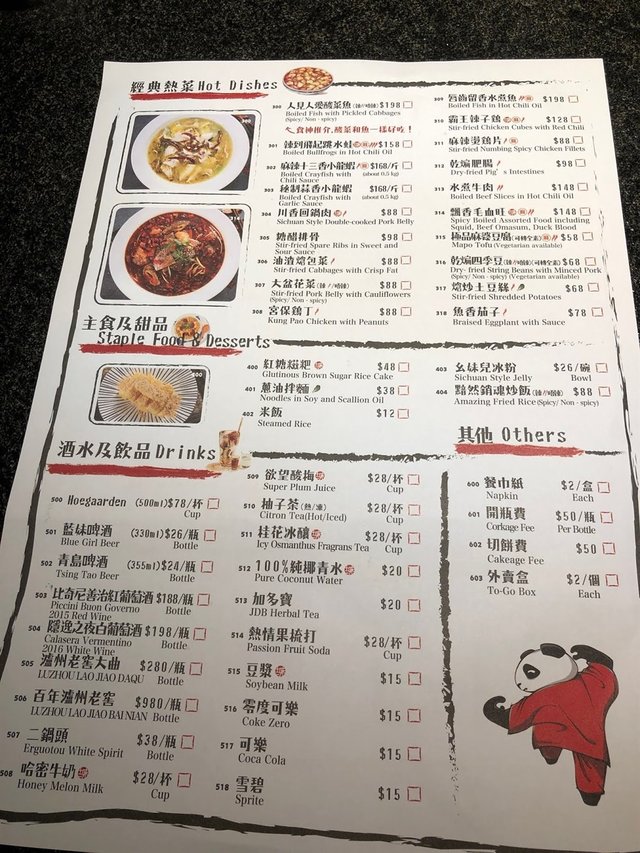 經典熱菜 Hot Dishes
300 人見人愛酸菜魚(辣/唔辣) $198
Boiled Fish with Pickled Cabbages
(Spicy/ Non - spicy)
食神推介,酸菜和魚一樣好吃!
301 辣到蹦起跳水蛙 $158
Boiled Bullfrogs in Hot Chili Oil
302 麻辣十三香小龍蝦 $168/斤
Boiled Crayfish with (about 0.5 kg)
Chili Sauce
303 秘制蒜香小龍蝦 $168/斤
Boiled Crayfish with (about 0.5 kg)
Garlic Sauce
304 川香回鍋肉 $88
Sichuan Style Double-cooked Pork Belly
305 糖醋排骨 $98
Stir-fried Spare Ribs in Sweet and
Sour Sauce
306 油渣熗包菜 $88
Stir-fried Cabbages with Crisp Fat
307 大盆花菜(辣/唔辣) $88
Stir-fried Pork Belly with Cauliflowers
(Spicy/ Non - spicy)
308 宮保鶏丁 $88
Kung Pao Chicken with Peanuts
309 唇齒留香水煮魚 $198
Boiled Fish in Hot Chili Oil
310 霸王辣子鶏 $128
Stir-fried Chicken Cubes with Red Chili
311 麻辣燙鶏片 $88
Stir-fried Numbing Spicy Chicken Fillets
312 乾煸肥腸 $98
Dry-fried Pig's Intestines
313 水煮牛肉 $148
Boiled Beef Slices in Hot Chili Oil
314 飄香毛血旺 $148
Spicy Boiled Assorted Food including
Squid, Beef Omasum, Duck Blood
315 極品麻婆豆腐(可轉全素) $58
Mapo Tofu (Vegetarian available)
316 乾煸四季豆(辣/唔辣)(可轉全素) $68
Dry- fried String Beans with Minced Pork
(Spicy/ Non - spicy) (Vegetarian available)
317 熗炒土豆絲 $68
Stir-fried Shredded Potatoes
318 魚香茄子 $78
Braised Eggplant with Sauce
主食及甜品
Staple Food & Desserts
400 紅糖糍粑 $48
Glutinous Brown Sugar Rice Cake
401 蔥油拌麵 $38
Noodles in Soy and Scallion Oil
402 米飯 $12
Steamed Rice
403 幺妹兒冰粉 $26/碗
Sichuan Style Jelly Bowl
404 黯然銷魂炒飯(辣/唔辣) $88
Amazing Fried Rice(Spicy/ Non - spicy)
酒水及飲品 Drinks
500 Hoegaarden (500ml)$78/杯
Cup
501 藍妹啤酒 (330ml)$26/瓶
Blue Girl Beer Bottle
502 青島啤酒 (355ml)$24/瓶
Tsing Tao Beer Bottle
503 比奇尼善治紅葡萄酒 $188/瓶
Piccini Buon Governo Bottle
2015 Red Wine
504 隱逸之夜白葡萄酒 $198/瓶
Calasera Vermentino Bottle
2016 White Wine
505 瀘州老窖大曲 $280/瓶
LUZHOU LAO JIAO DAQU Bottle
506 百年瀘州老窖 $980/瓶
LUZHOU LAO JIAO BAI NIAN Bottle
507 二鍋頭 $38/瓶
Erguotou White Spirit Bottle
508 哈密牛奶 $28/杯
Honey Melon Milk Cup
509 欲望酸梅 $28/杯
Super Plum Juice Cup
510 柚子茶(熱/凍) $28/杯
Citron Tea(Hot/Iced) Cup
511 桂花冰釀 $28/杯
Icy Osmanthus Fragrans Tea Cup
512 100%純椰青水 $20
Pure Coconut Water
513 加多寶 $20
JDB Herbal Tea
514 熱情果梳打 $28/杯
Passion Fruit Soda Cup
515 豆漿 $15
Soybean Milk
516 零度可樂 $15
Coke Zero
517 可樂 $15
Coca Cola
518 雪碧 $15
Sprite
其他 Others
600 餐巾紙 $2/盒
Napkin Each
601 開瓶費 $50/瓶
Corkage Fee Per Bottle
602 切餅費 $50
Cakeage Fee
603 外賣盒 $2/個
To-Go Box Each